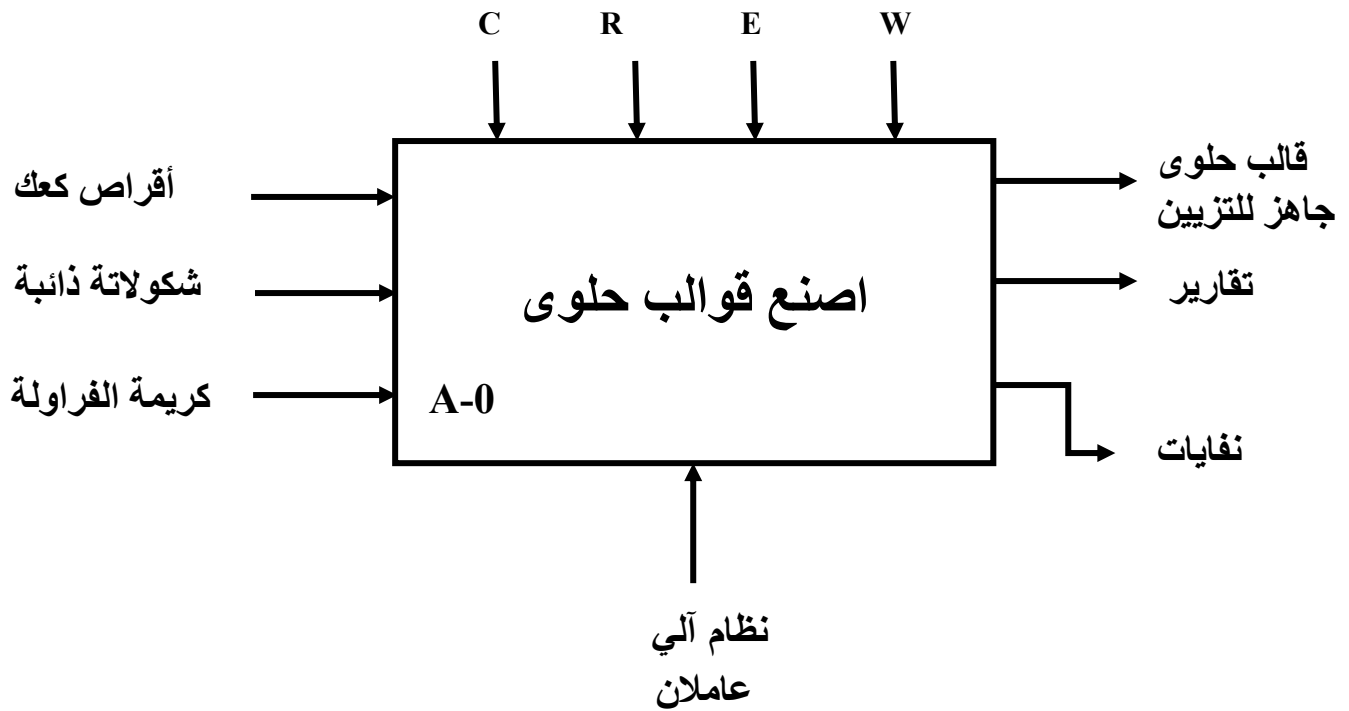 C R E W
أقراص كعك
شكولاتة ذائبة
كريمة الفراولة
اصنع قوالب حلوى
A-0
قالب حلوى
جاهز للتزيين
تقارير
نفايات
نظام آلي
عاملان